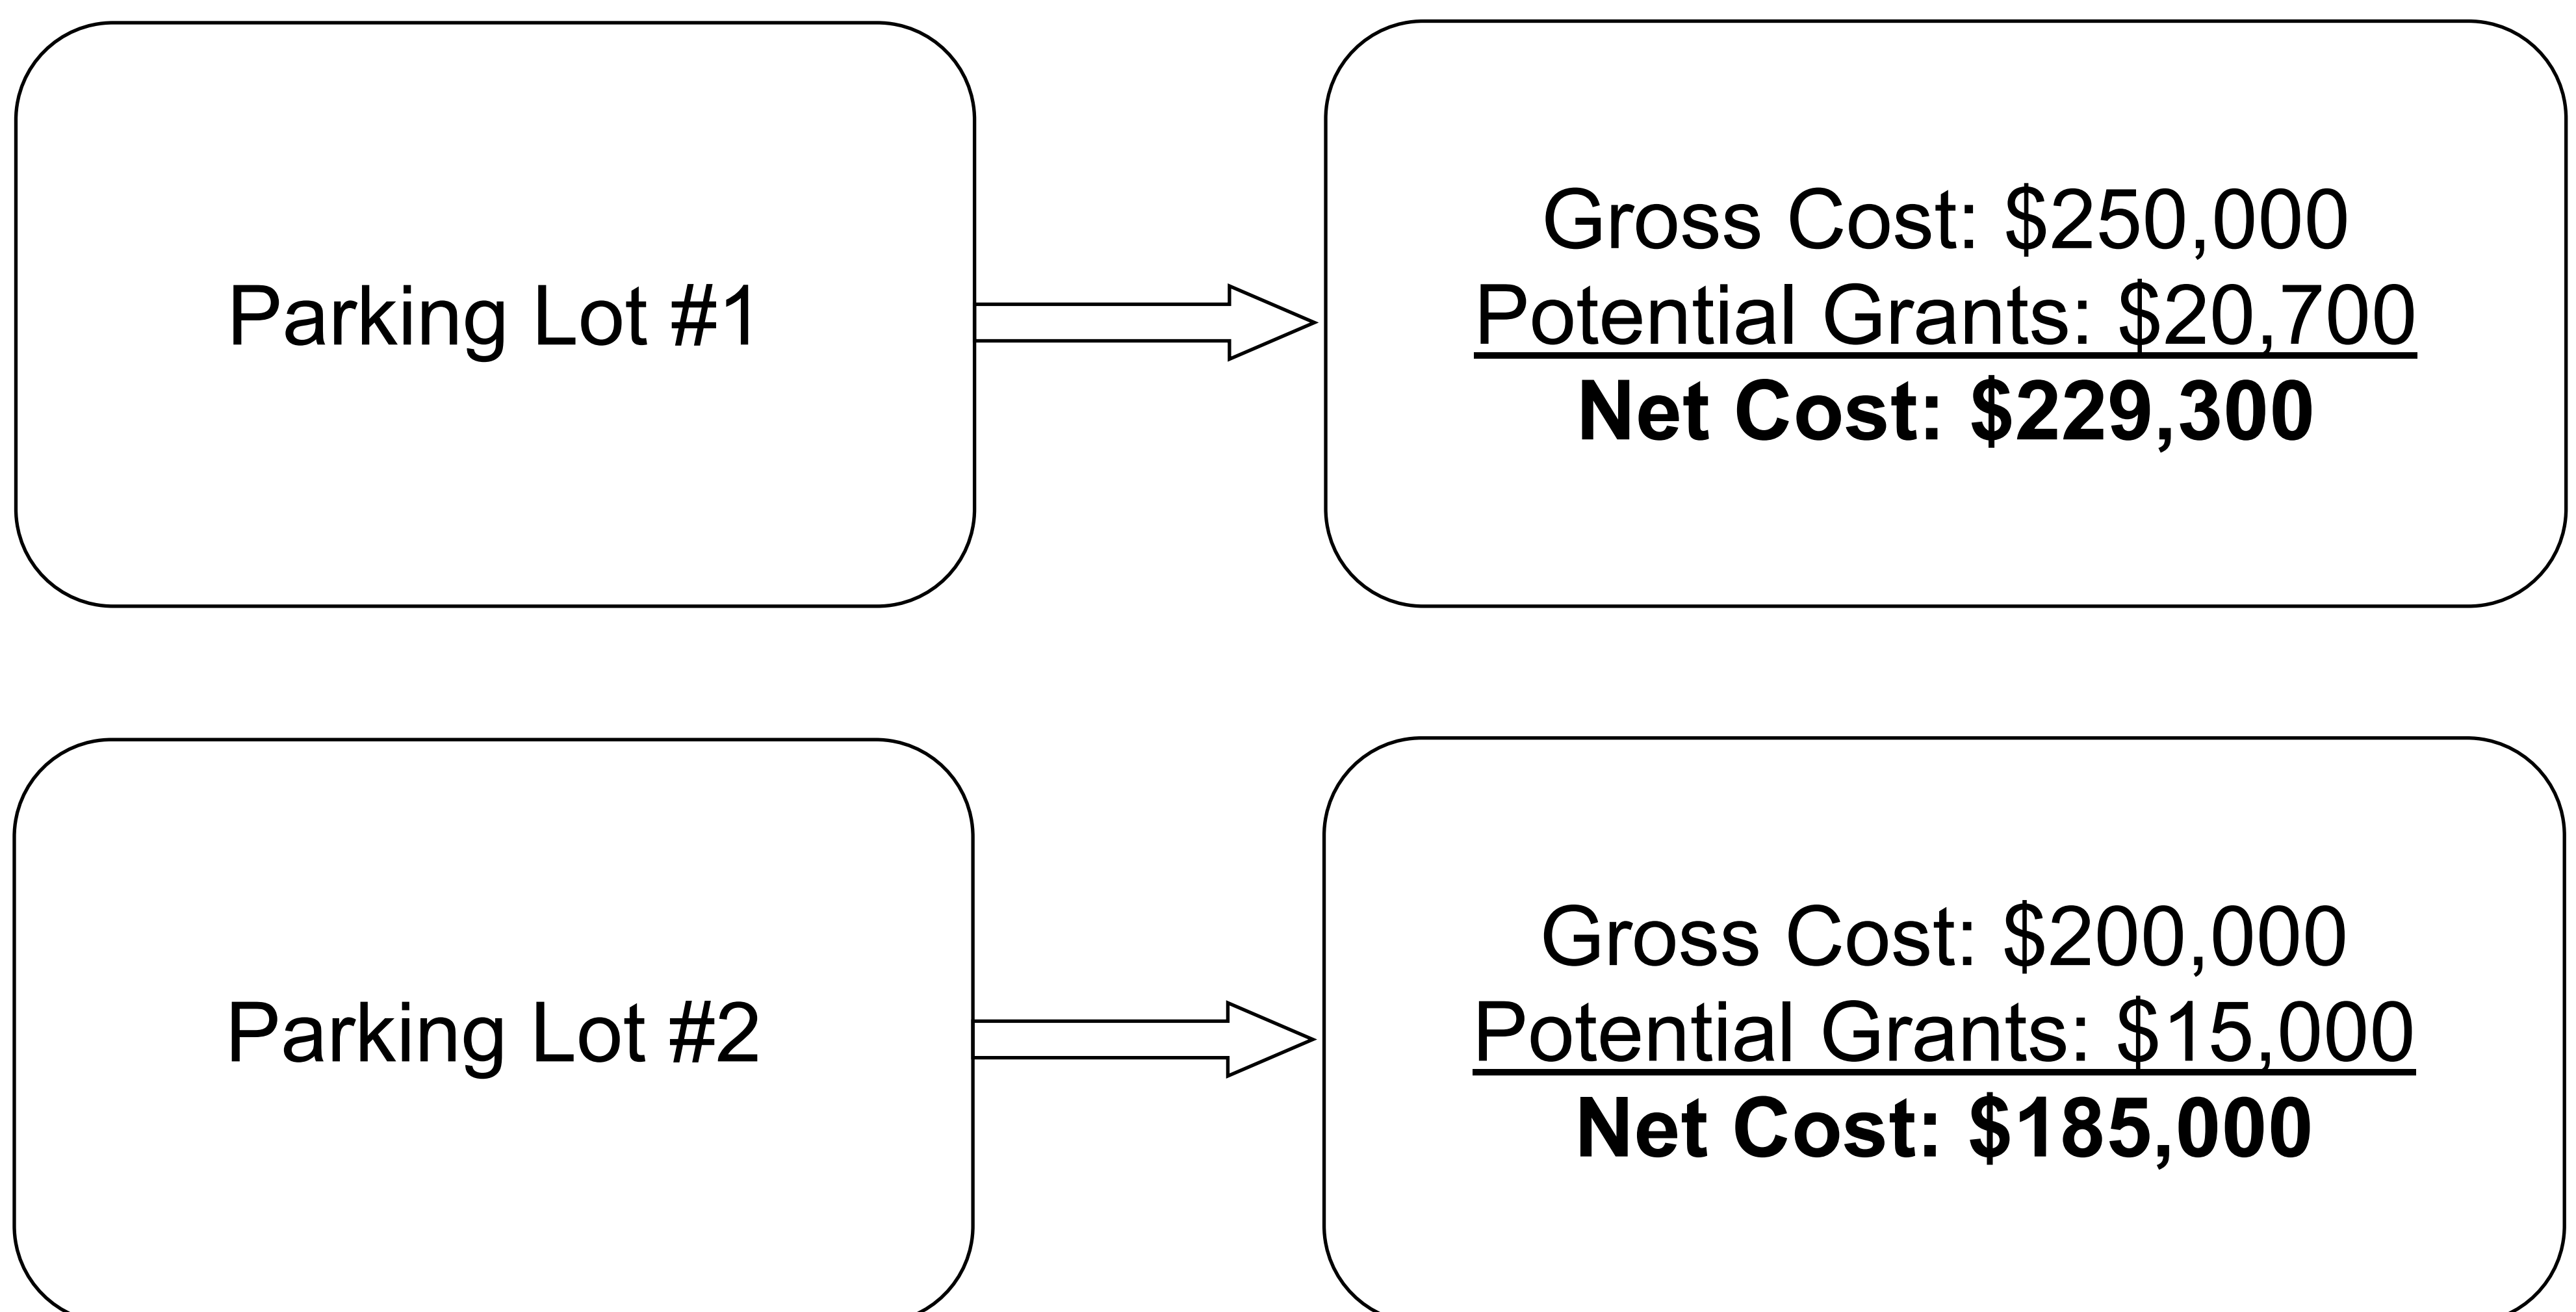 Parking Lot #1
Gross Cost: $250,000
Potential Grants: $20,700
Net Cost: $229,300
Parking Lot #2
Gross Cost: $200,000
Potential Grants: $15,000
Net Cost: $185,000